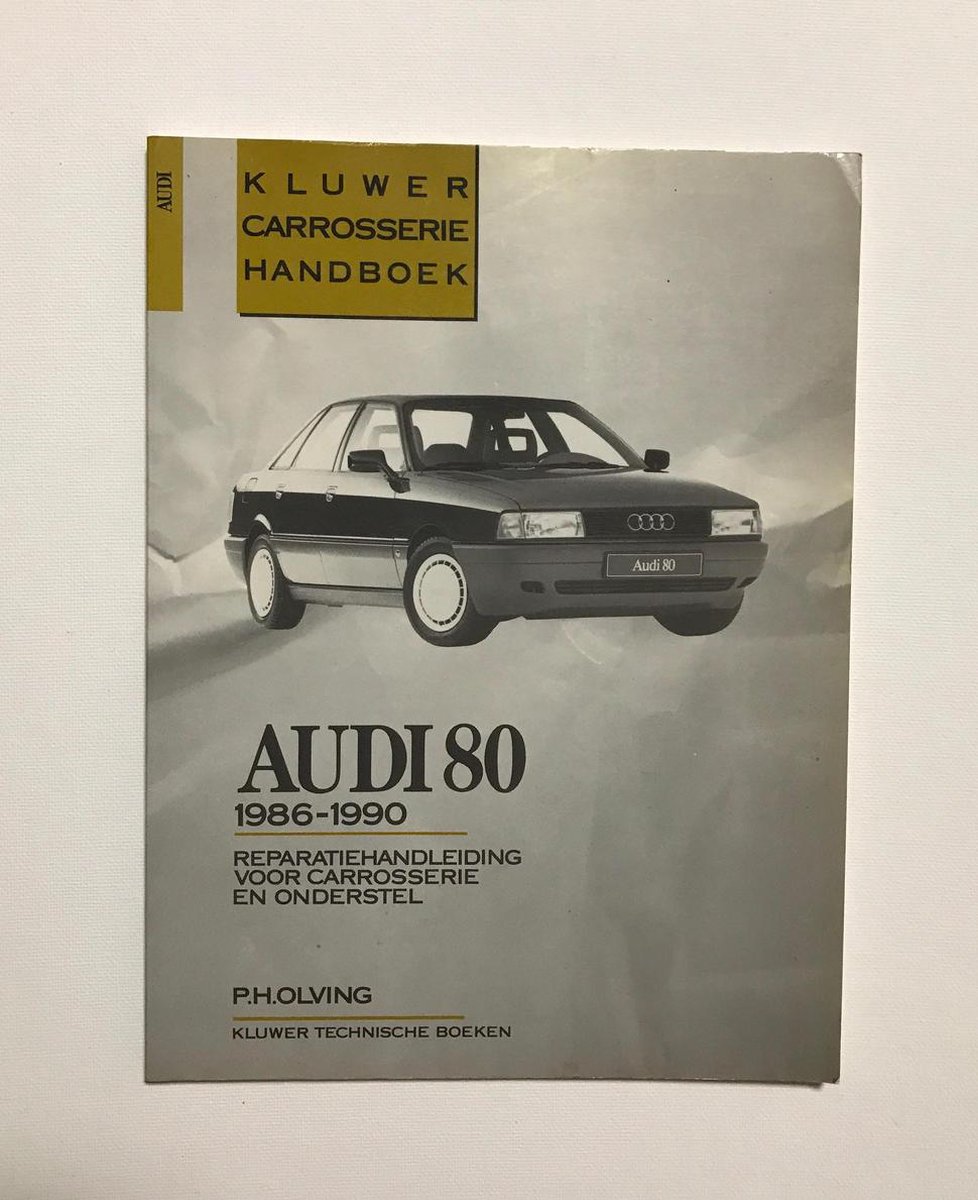 AUDI
KLUWER
CARROSSERIE
HANDBOEK
Audi 80
AUDI 80
1986-1990
REPARATIEHANDLEIDING
VOOR CARROSSERIE
EN ONDERSTEL
P.H.OLVING
KLUWER TECHNISCHE BOEKEN